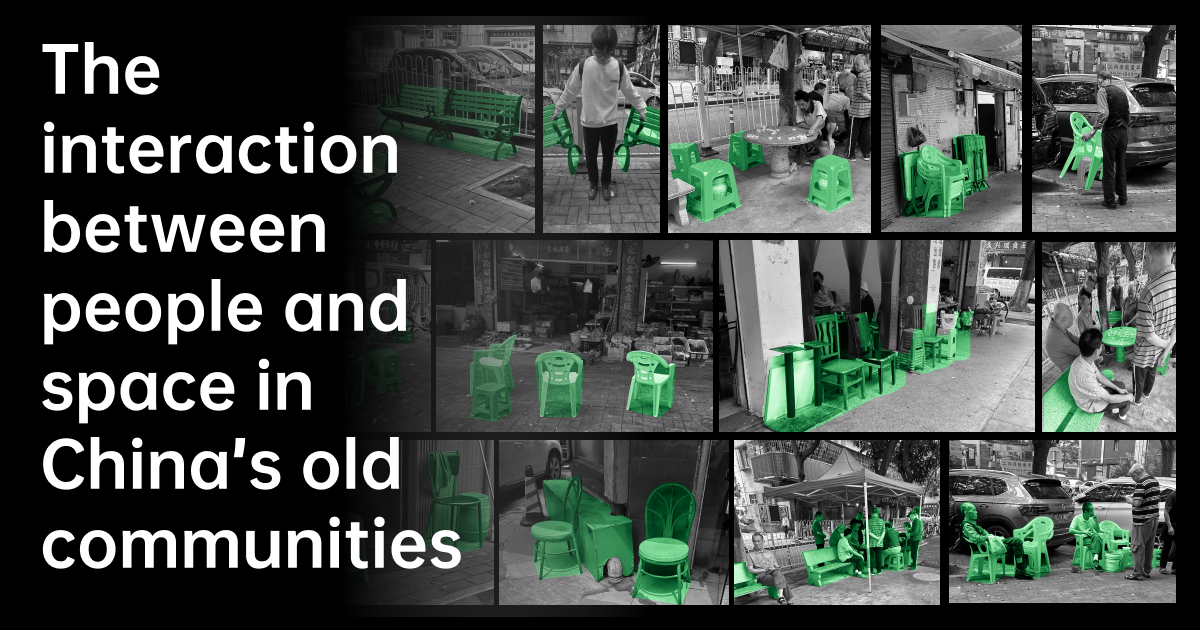 The
interaction
between
people and
space in
China's old
communities